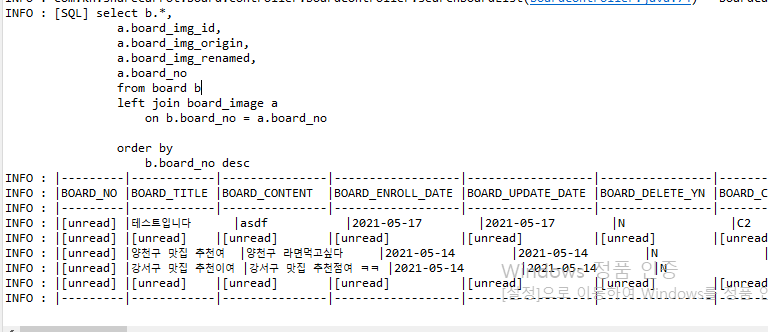 INFO : com.kh.sharecarrot.board.controller.BoardController.searchBoardList(BoardController.java:74)
INFO : [SQL] select b.*,
a.board_img_id,
a.board_img_origin,
a.board_img_renamed,
a.board_no
from board b
left join board_image a
on b.board_no = a.board_no
order by
b.board_no desc
INFO : |---------|------------|--------------|------------------|------------------|----------------|--------
INFO : |BOARD_NO |BOARD_TITLE |BOARD_CONTENT |BOARD_ENROLL_DATE |BOARD_UPDATE_DATE |BOARD_DELETE_YN |BOARD_C
INFO : |---------|------------|--------------|------------------|------------------|----------------|--------
INFO : |[unread] |테스트입니다 |asdf |2021-05-17 |2021-05-17 |N |C2
INFO : |[unread] |[unread] |[unread] |[unread] |[unread] |[unread] |[unread
INFO : |[unread] |양천구 맛집 추천여 |양천구 라면먹고싶다 |2021-05-14 |2021-05-14 |N |
INFO : |[unread] |강서구 맛집 추천이여 |강서구 맛집 추천점여 ㅋㅋ |2021-05-14 |2021-05-14 |N
INFO : |[unread] |[unread] |[unread] |[unread] |[unread] |[unread] |[unread
INFO : |---------|------------|--------------|------------------|------------------|----------------|--------
Windows 정품 인증
[설정]으로 이동하여 Windows를 정품 인